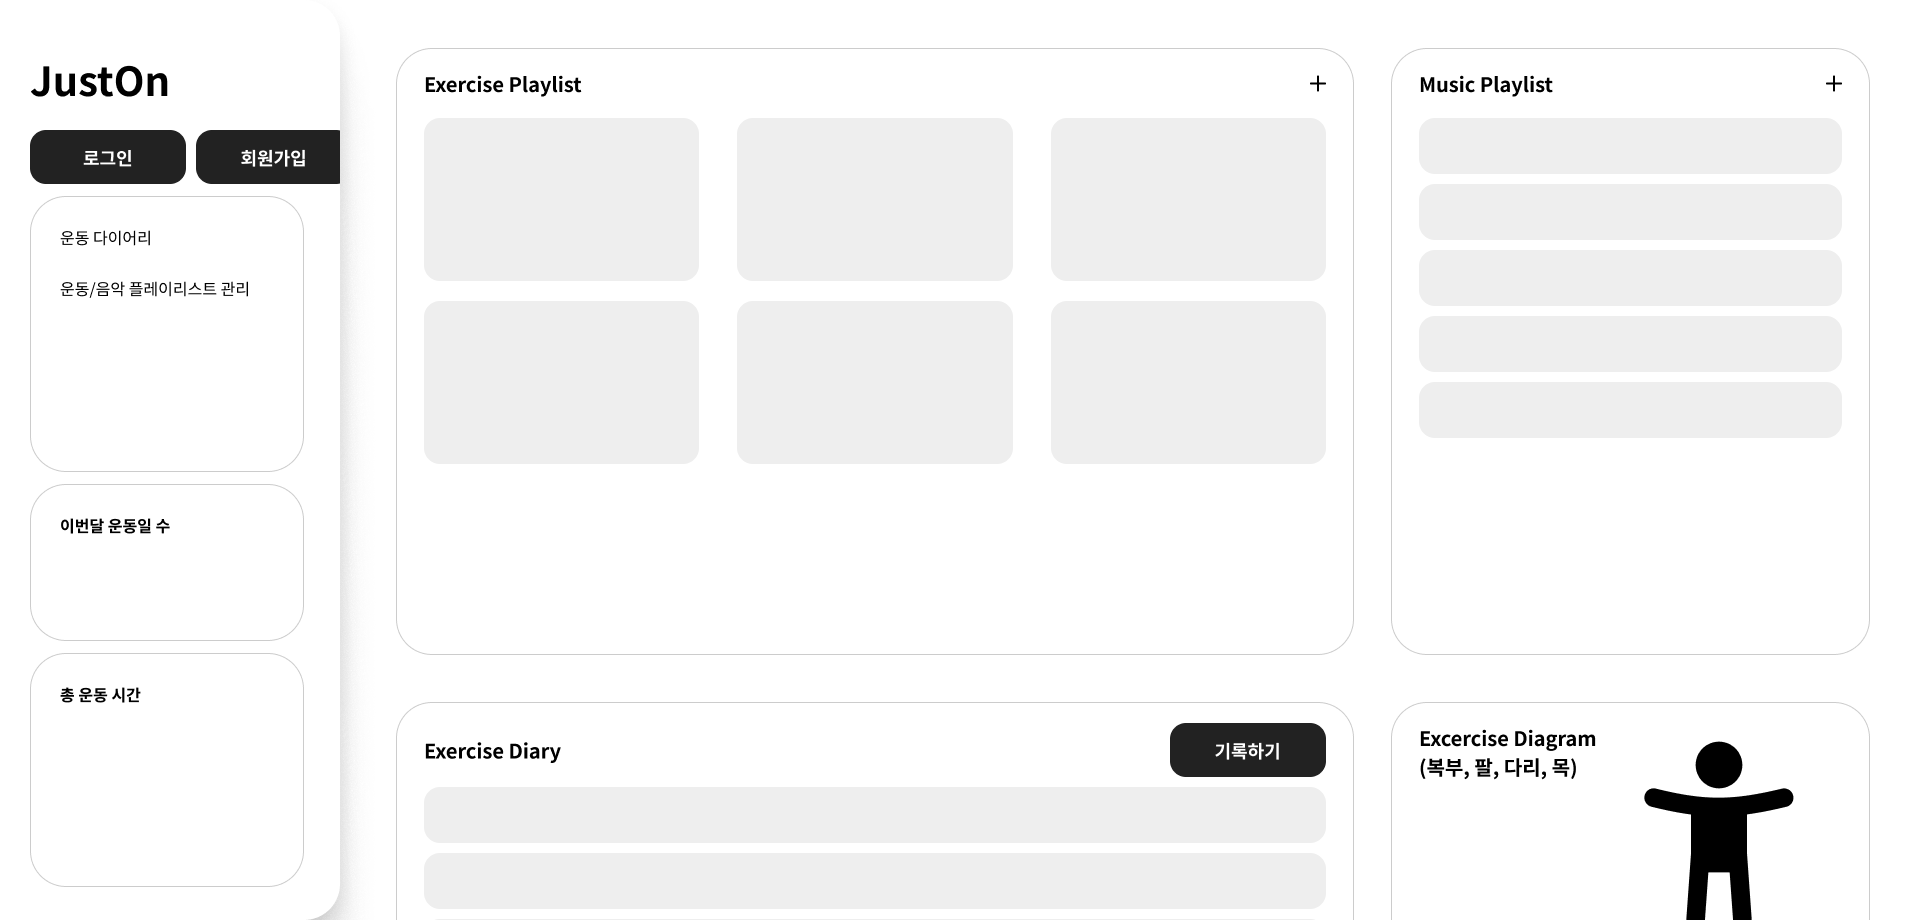 JustOn
로그인
회원가입
운동 다이어리
운동/음악 플레이리스트 관리
이번달 운동일 수
총 운동 시간
Exercise Playlist
Music Playlist
Exercise Diary
기록하기
Excercise Diagram
(복부, 팔, 다리, 목)